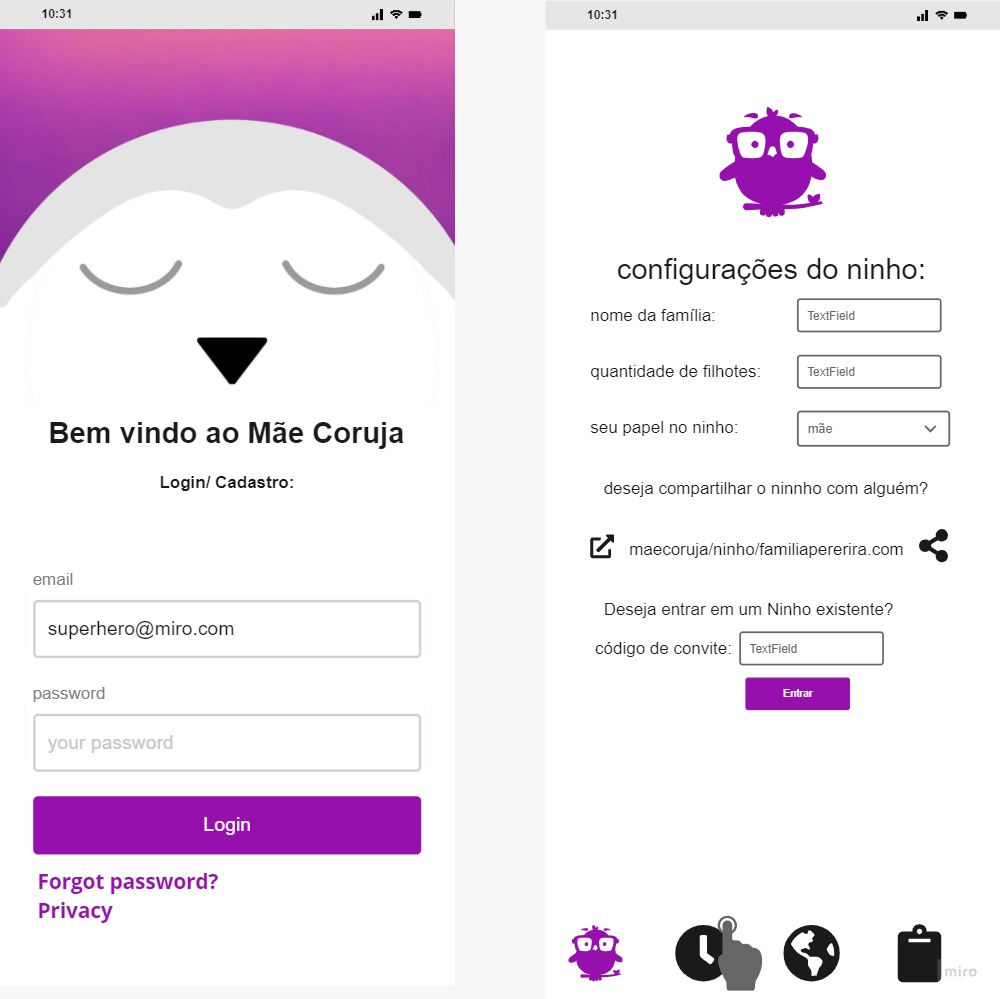 10:31
Bem vindo ao Mãe Coruja
Login/ Cadastro:
email
superhero@miro.com
password
your password
Login
Forgot password?
Privacy
10:31
configurações do ninho:
nome da família: TextField
quantidade de filhotes: TextField
seu papel no ninho: mãe
deseja compartilhar o ninnho com alguém?
maecoruja/ninho/familiapererira.com
Deseja entrar em um Ninho existente?
código de convite: TextField
Entrar
miro